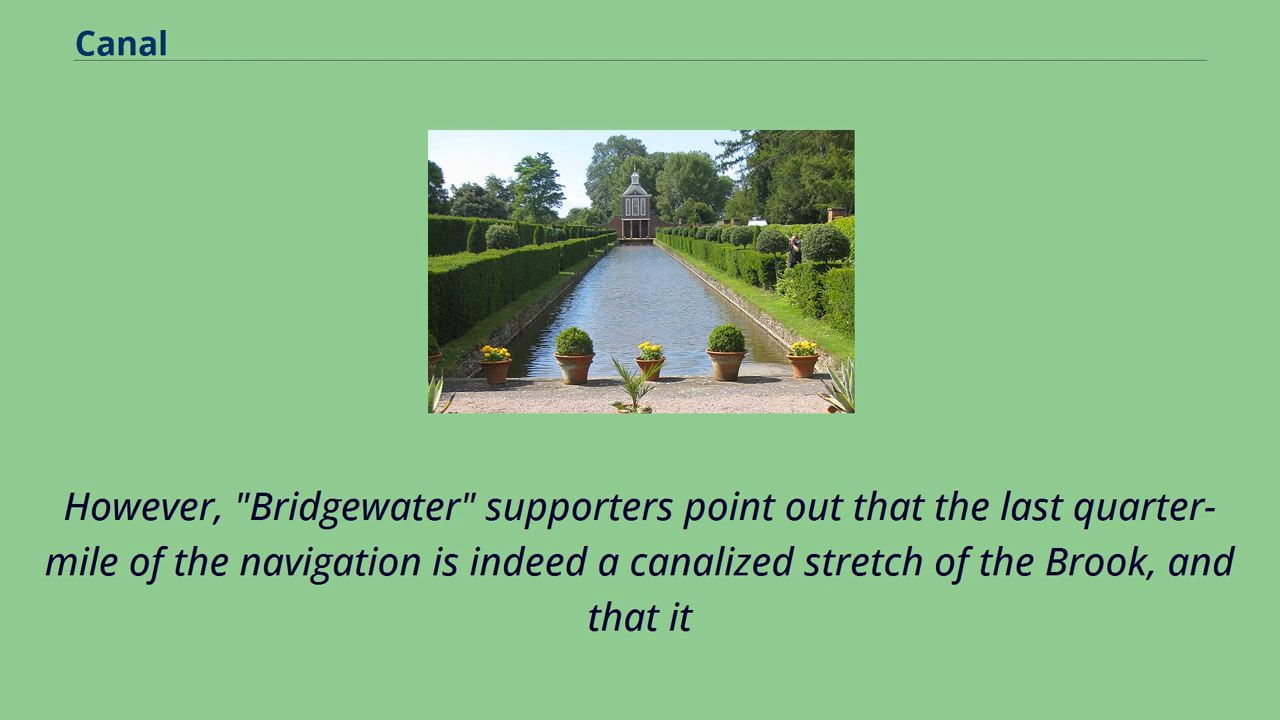 Canal
However, "Bridgewater" supporters point out that the last quarter-
mile of the navigation is indeed a canalized stretch of the Brook, and
that it